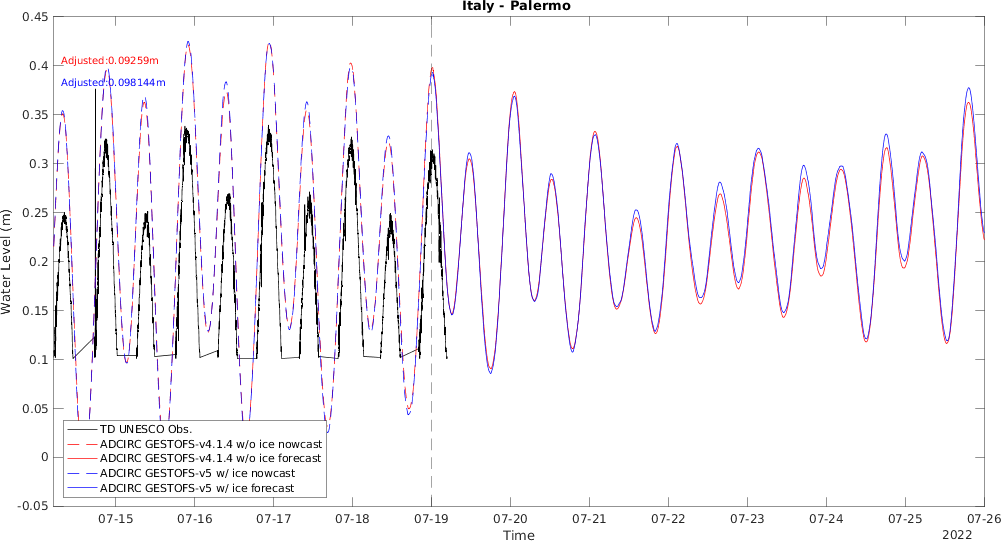 Italy - Palermo
Water Level (m)
0.45
0.4
0.35
0.3
0.25
0.2
0.15
0.1
0.05
0
-0.05
Adjusted:0.09259m
Adjusted:0.098144m
TD UNESCO Obs.
ADCIRC GESTOFS-v4.1.4 w/o ice nowcast
ADCIRC GESTOFS-v4.1.4 w/o ice forecast
ADCIRC GESTOFS-v5 w/ ice nowcast
ADCIRC GESTOFS-v5 w/ ice forecast
07-15 07-16 07-17 07-18 07-19 07-20 07-21 07-22 07-23 07-24 07-25 07-26
Time
2022